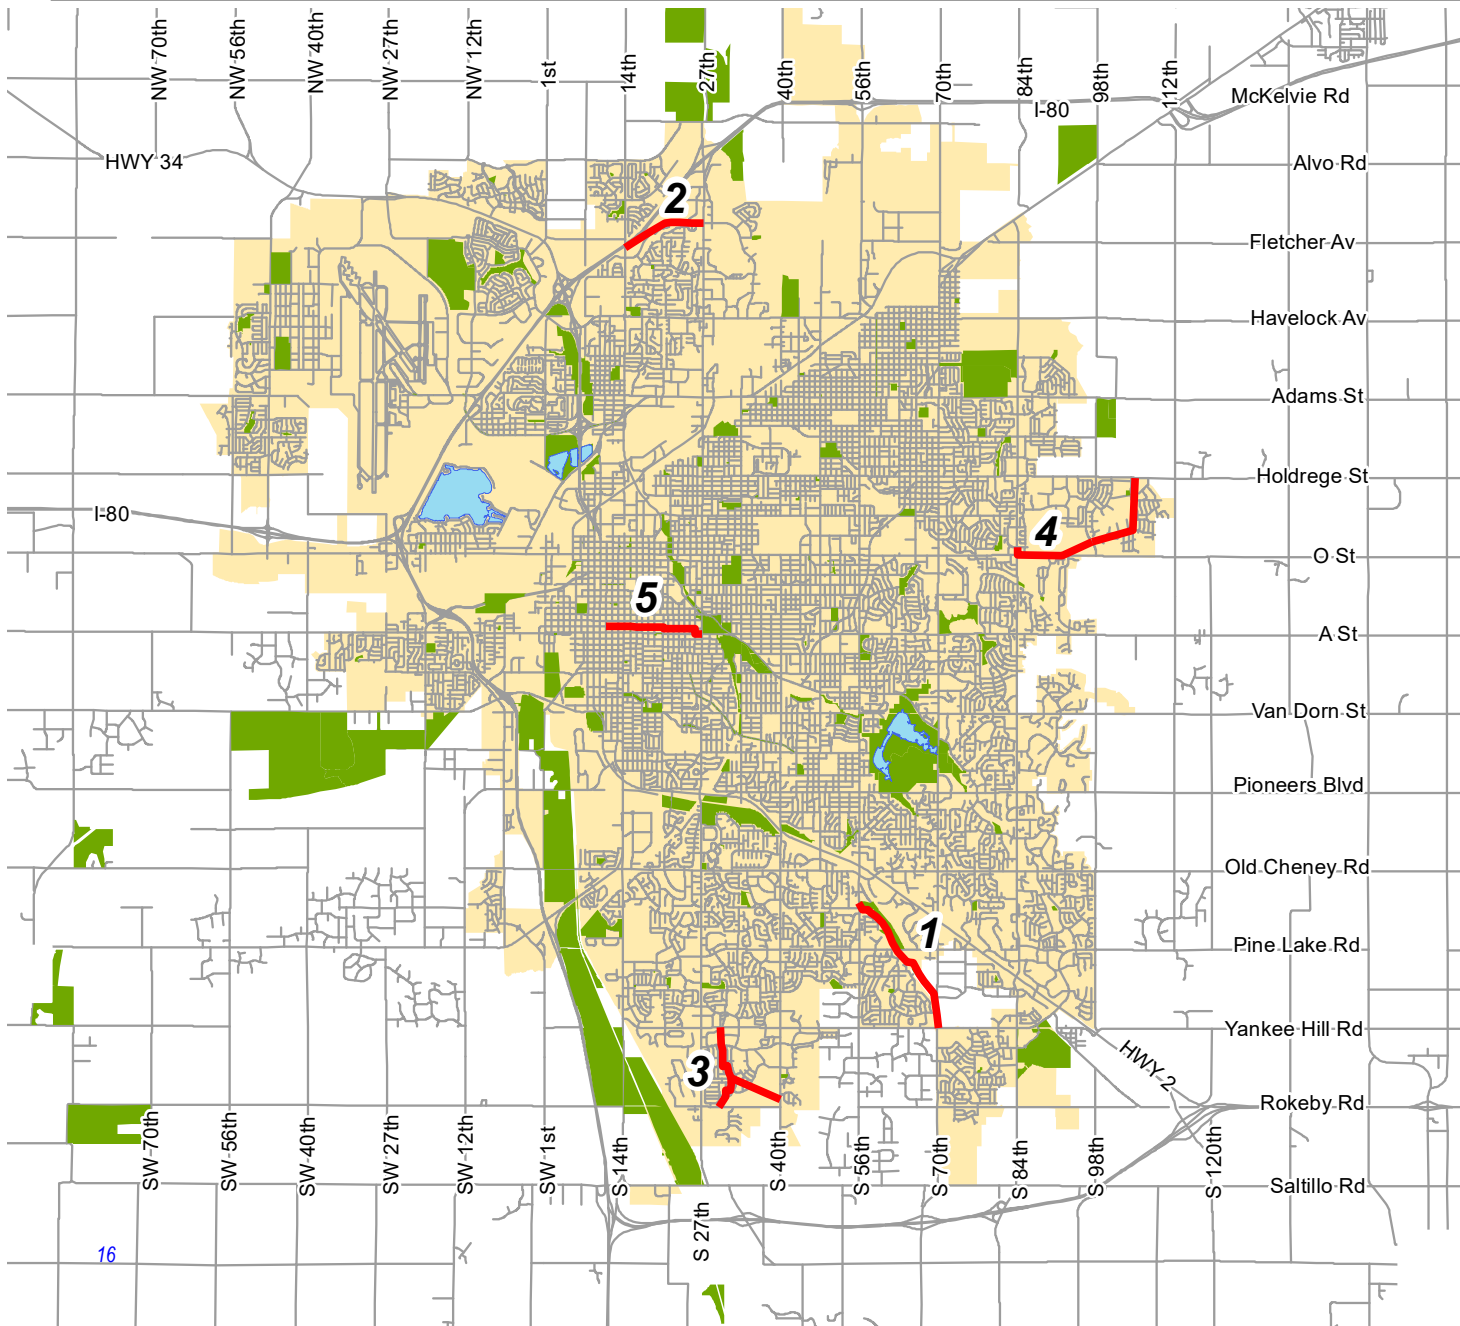 NW 70th
NW 56th
NW 40th
NW 27th
NW 12th
1st
14th
27th
40th
56th
70th
84th
98th
112th
McKelvie Rd
I-80
HWY 34
Alvo Rd
2
Fletcher Av
Havelock Av
Adams St
Holdrege St
I-80
4
O St
5
A St
Van Dorn St
Pioneers Blvd
Old Cheney Rd
1
Pine Lake Rd
Yankee Hill Rd
HWY 2
3
Rokeby Rd
SW 70th
SW 56th
SW 40th
SW 27th
SW 12th
SW 1st
S 14th
S 27th
S 40th
S 56th
S 70th
S 84th
S 98th
S 120th
Saltillo Rd
16